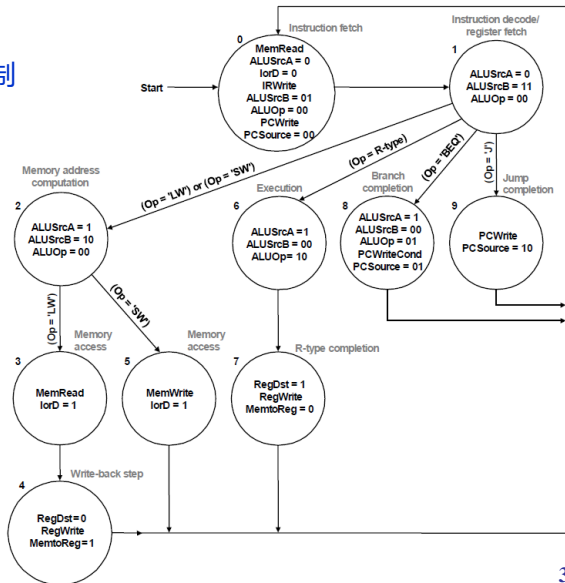 制
Start
Instruction fetch
0
MemRead
ALUSrcA = 0
IorD = 0
IRWrite
ALUSrcB = 01
ALUOp = 00
PCWrite
PCSource = 00
Instruction decode/
register fetch
1
ALUSrcA = 0
ALUSrcB = 11
ALUOp = 00
(Op = 'LW') or (Op = 'SW')
(Op = R-type)
(Op = 'BEQ')
(Op = 'J')
Memory address
computation
2
ALUSrcA = 1
ALUSrcB = 10
ALUOp = 00
Execution
6
ALUSrcA =1
ALUSrcB = 00
ALUOp= 10
Branch
completion
8
ALUSrcA = 1
ALUSrcB = 00
ALUOp = 01
PCWriteCond
PCSource = 01
Jump
completion
9
PCWrite
PCSource = 10
(Op = 'LW')
(Op = 'SW')
Memory
access
3
MemRead
IorD = 1
Memory
access
5
MemWrite
IorD = 1
R-type completion
7
RegDst = 1
RegWrite
MemtoReg = 0
Write-back step
4
RegDst=0
RegWrite
MemtoReg=1
3